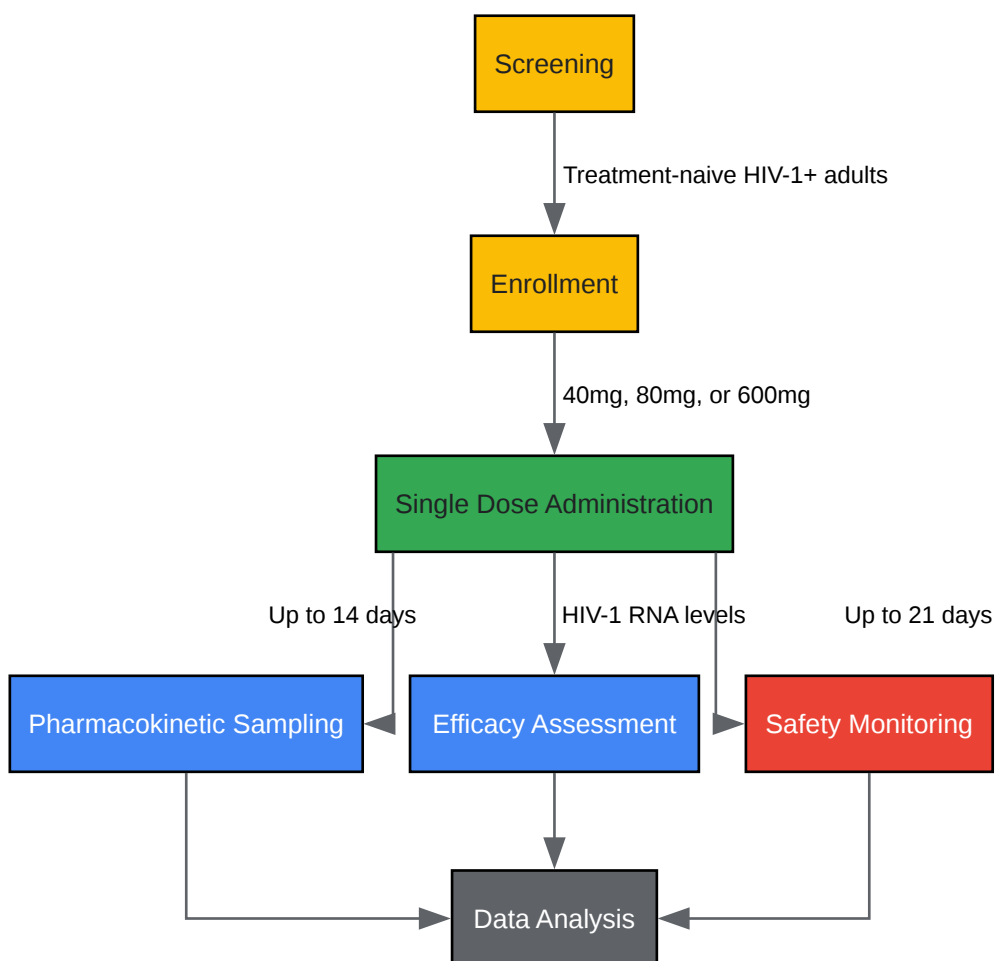 Screening
Treatment-naive HIV-1+ adults
Enrollment
40mg, 80mg, or 600mg
Single Dose Administration
Up to 14 days
HIV-1 RNA levels
Up to 21 days
Pharmacokinetic Sampling
Efficacy Assessment
Safety Monitoring
Data Analysis